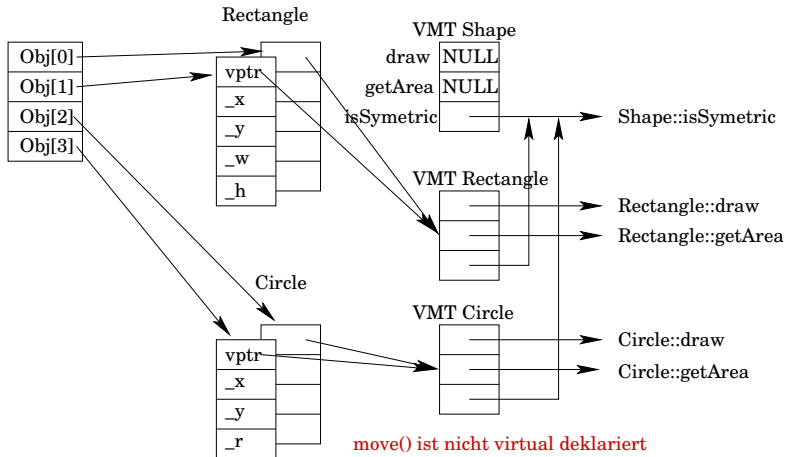 Rectangle
VMT Shape
Obj[0]
Obj[1]
Obj[2]
Obj[3]
vptr
_x
_y
_w
_h
draw NULL
getArea NULL
isSymetric
Shape::isSymetric
VMT Rectangle
Rectangle::draw
Rectangle::getArea
Circle
vptr
_x
_y
_r
VMT Circle
Circle::draw
Circle::getArea
move() ist nicht virtual deklariert